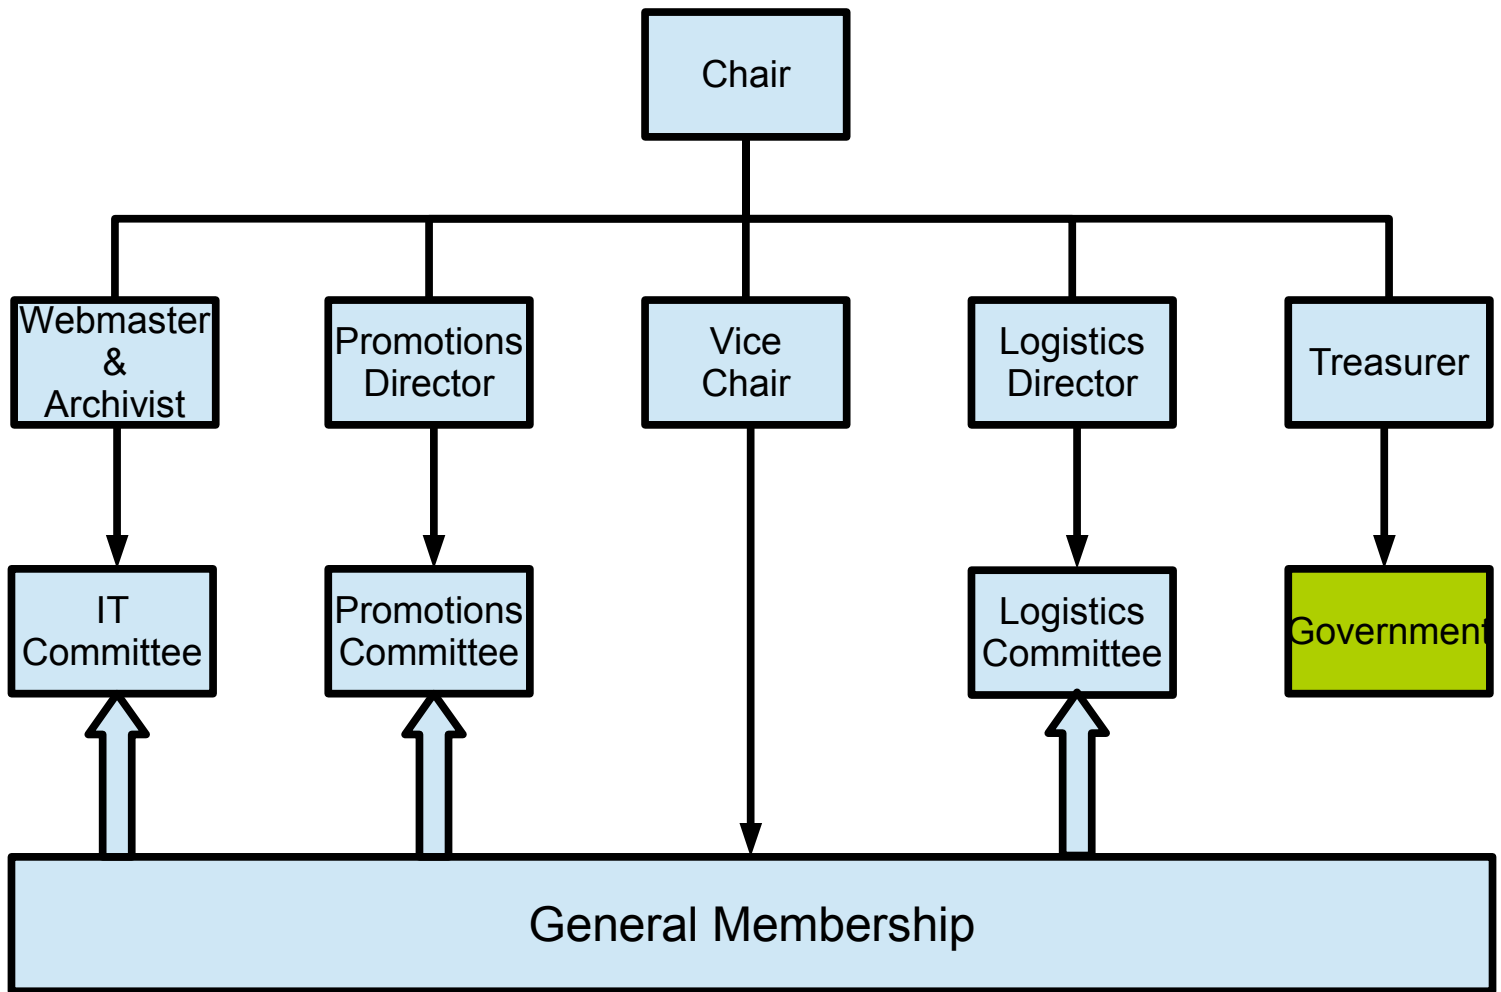 Chair
Webmaster
&
Archivist
Promotions
Director
Vice
Chair
Logistics
Director
Treasurer
IT
Committee
Promotions
Committee
Logistics
Committee
Government
General Membership